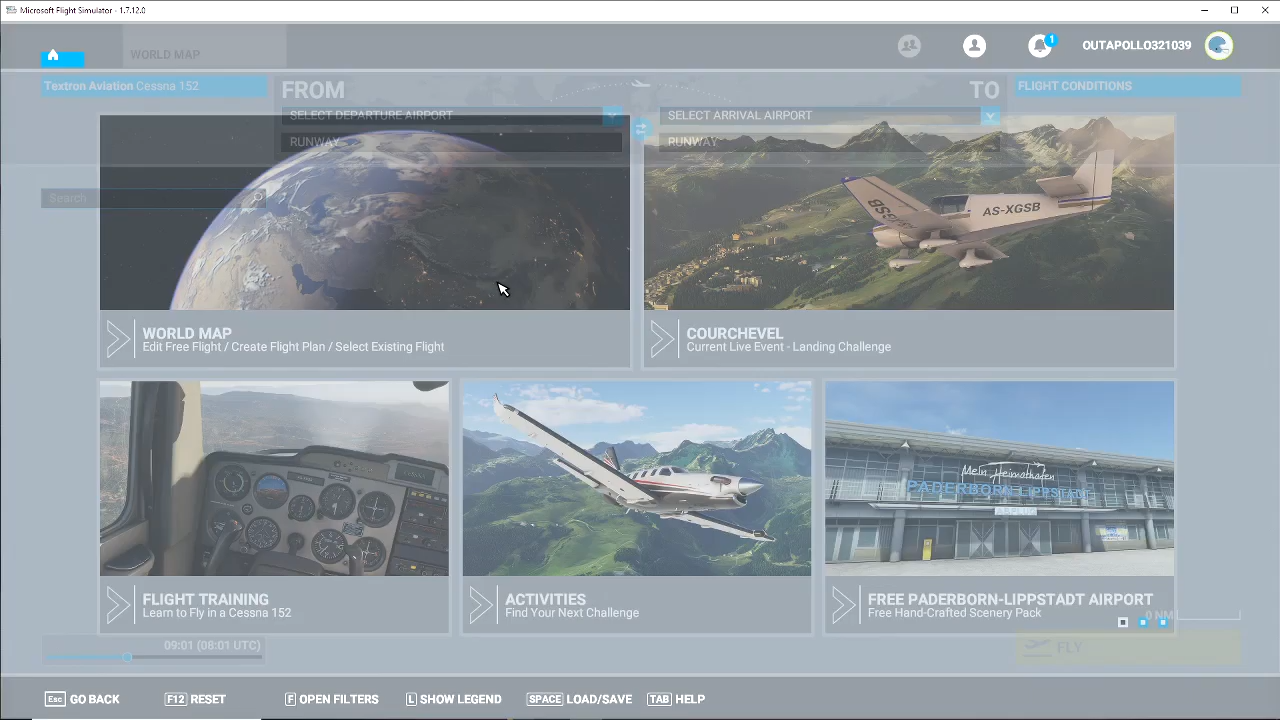 Microsoft Flight Simulator - 1.7.12.0
WORLD MAP
1
OUTAPOLLO321039
Textron Aviation Cessna 152
FROM
TO
FLIGHT CONDITIONS
SELECT DEPARTURE AIRPORT
SELECT ARRIVAL AIRPORT
RUNWAY
RUNWAY
Search
AS-XGSB
WORLD MAP
Edit Free Flight / Create Flight Plan / Select Existing Flight
COURCHEVEL
Current Live Event - Landing Challenge
Mein Heimathafen
PADERBORN-LIPPSTADT
ABFLUG
FLIGHT TRAINING
Learn to Fly in a Cessna 152
ACTIVITIES
Find Your Next Challenge
FREE PADERBORN-LIPPSTADT AIRPORT
Free Hand-Crafted Scenery Pack
0 NM
09:01 (08:01 UTC)
FLY
Esc GO BACK
F12 RESET
F OPEN FILTERS
L SHOW LEGEND
SPACE LOAD/SAVE
TAB HELP